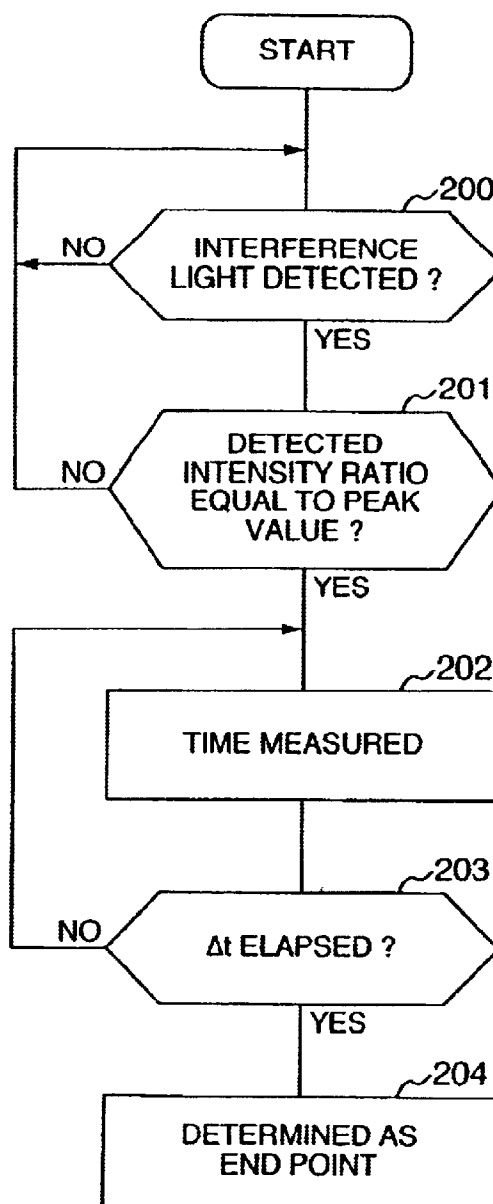 START
200
NO
INTERFERENCE
LIGHT DETECTED ?
YES
201
NO
DETECTED
INTENSITY RATIO
EQUAL TO PEAK
VALUE ?
YES
202
TIME MEASURED
203
NO
Δt ELAPSED ?
YES
204
DETERMINED AS
END POINT